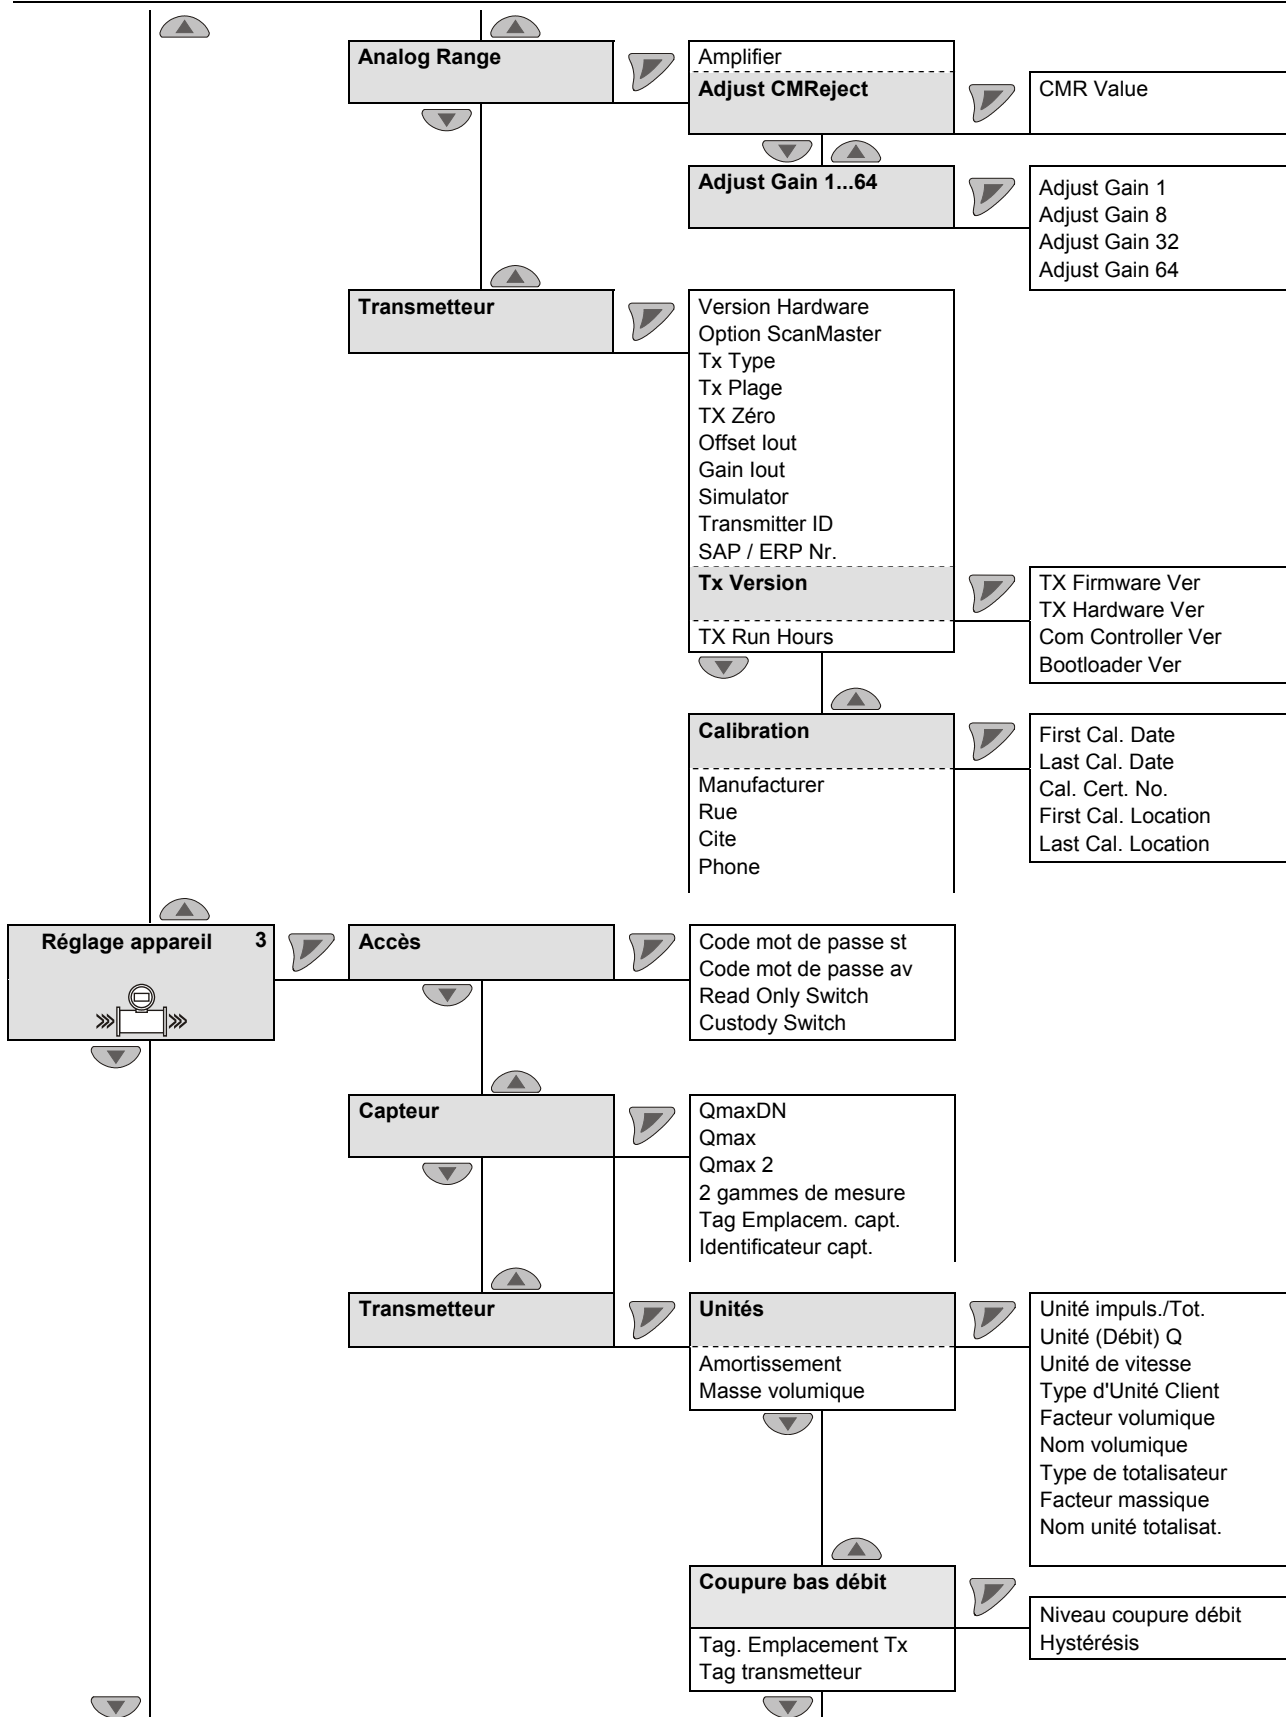 Analog Range
Amplifier
Adjust CMReject
CMR Value
Adjust Gain 1...64
Adjust Gain 1
Adjust Gain 8
Adjust Gain 32
Adjust Gain 64
Transmetteur
Version Hardware
Option ScanMaster
Tx Type
Tx Plage
TX Zéro
Offset Iout
Gain Iout
Simulator
Transmitter ID
SAP / ERP Nr.
Tx Version
TX Run Hours
TX Firmware Ver
TX Hardware Ver
Com Controller Ver
Bootloader Ver
Calibration
Manufacturer
Rue
Cite
Phone
First Cal. Date
Last Cal. Date
Cal. Cert. No.
First Cal. Location
Last Cal. Location
Réglage appareil 3
Accès
Code mot de passe st
Code mot de passe av
Read Only Switch
Custody Switch
Capteur
QmaxDN
Qmax
Qmax 2
2 gammes de mesure
Tag Emplacem. capt.
Identificateur capt.
Transmetteur
Unités
Amortissement
Masse volumique
Unité impuls./Tot.
Unité (Débit) Q
Unité de vitesse
Type d'Unité Client
Facteur volumique
Nom volumique
Type de totalisateur
Facteur massique
Nom unité totalisat.
Coupure bas débit
Tag. Emplacement Tx
Tag transmetteur
Niveau coupure débit
Hystérésis